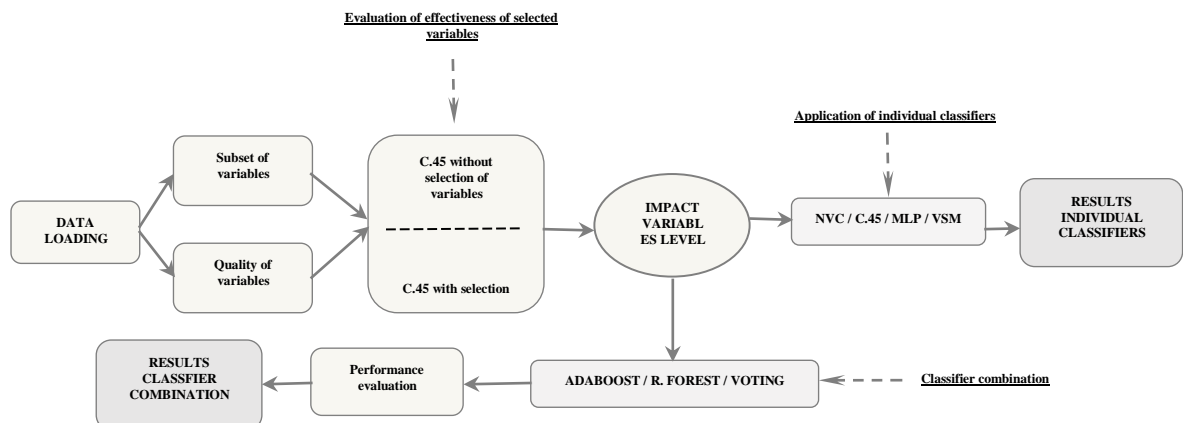 Evaluation of effectiveness of selected
variables
Application of individual classifiers
Subset of
variables
C.45 without
selection of
variables
DATA
LOADING
IMPACT
VARIABL
ES LEVEL
NVC / C.45 / MLP / VSM
RESULTS
INDIVIDUAL
CLASSIFIERS
Quality of
variables
C.45 with selection
RESULTS
CLASSFIER
COMBINATION
Performance
evaluation
ADABOOST / R. FOREST / VOTING
Classifier combination